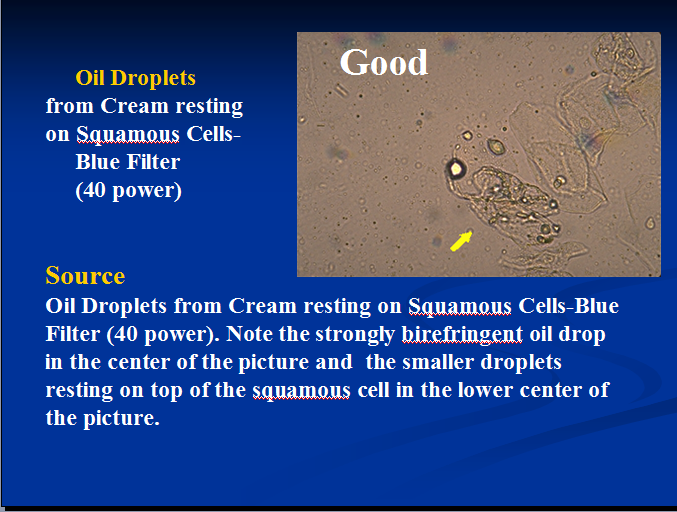 Oil Droplets
from Cream resting
on Squamous Cells-
Blue Filter
(40 power)
Good
Source
Oil Droplets from Cream resting on Squamous Cells-Blue
Filter (40 power). Note the strongly birefringent oil drop
in the center of the picture and  the smaller droplets
resting on top of the squamous cell in the lower center of
the picture.